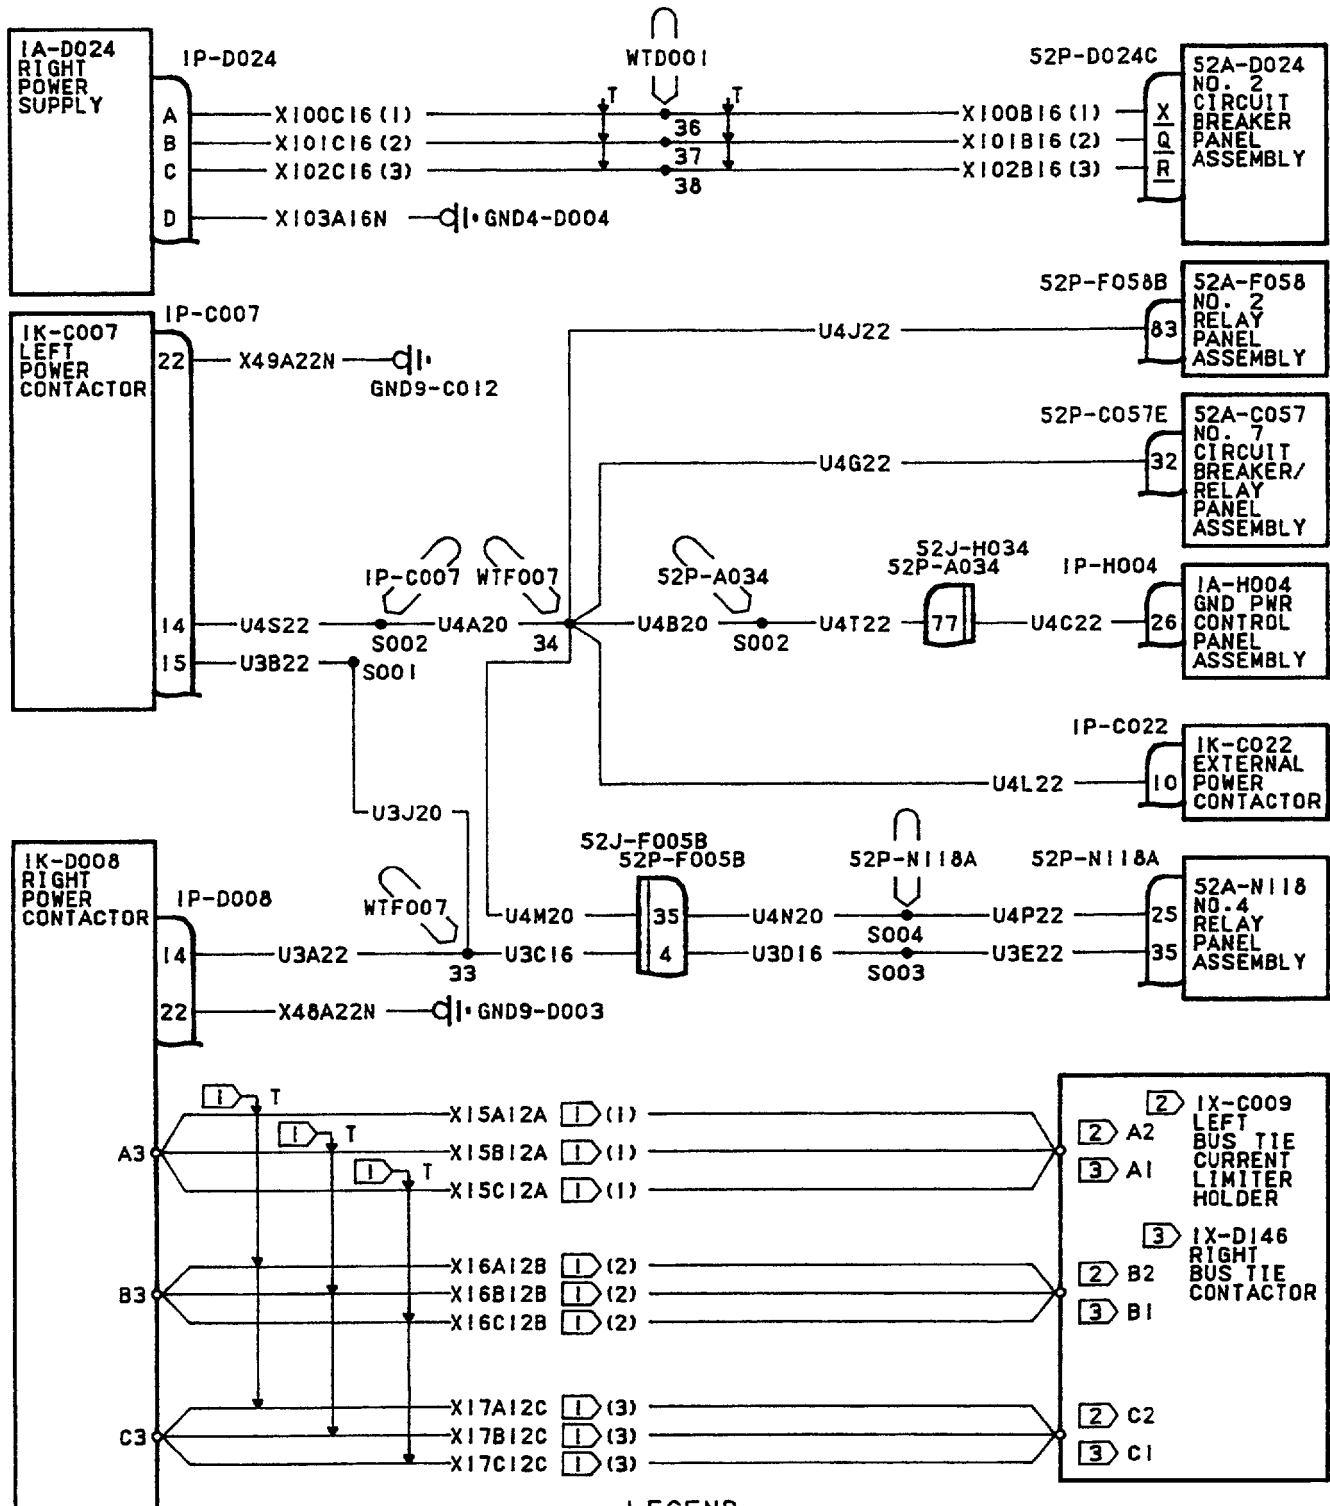 1A-D024
RIGHT
POWER
SUPPLY
1P-D024
A X100C16(1)
B X101C16(2)
C X102C16(3)
D X103A16N GND4-D004
WTD001
T T
36
37
38
52P-D024C
X100B16(1) X
X101B16(2) Q
X102B16(3) R
52A-D024
NO. 2
CIRCUIT
BREAKER
PANEL
ASSEMBLY
1K-C007
LEFT
POWER
CONTACTOR
1P-C007
22 X49A22N
GND9-C012
52P-F058B
U4J22 83
52A-F058
NO. 2
RELAY
PANEL
ASSEMBLY
52P-C057E
U4G22 32
52A-C057
NO. 7
CIRCUIT
BREAKER/
RELAY
PANEL
ASSEMBLY
1P-C007 WTF007 52P-A034
52J-H034
52P-A034
1P-H004
14 U4S22 S002 U4A20 34 U4B20 S002 U4T22 77 U4C22 26
1A-H004
GND PWR
CONTROL
PANEL
ASSEMBLY
15 U3B22 S001
1P-C022
U4L22 10
1K-C022
EXTERNAL
POWER
CONTACTOR
U3J20
1K-D008
RIGHT
POWER
CONTACTOR
1P-D008
WTF007
52J-F005B
52P-F005B
52P-N118A
52P-N118A
U4M20 35 U4N20 S004 U4P22 25
14 U3A22 33 U3C16 4 U3D16 S003 U3E22 35
52A-N118
NO.4
RELAY
PANEL
ASSEMBLY
22 X48A22N GND9-D003
1 T
1 T
1 T
A3
X15A12A 1 (1)
X15B12A 1 (1)
X15C12A 1 (1)
2 A2
3 A1
2 1X-C009
LEFT
BUS TIE
CURRENT
LIMITER
HOLDER
B3
X16A12B 1 (2)
X16B12B 1 (2)
X16C12B 1 (2)
2 B2
3 B1
3 1X-D146
RIGHT
BUS TIE
CONTACTOR
C3
X17A12C 1 (3)
X17B12C 1 (3)
X17C12C 1 (3)
2 C2
3 C1
LEGEND